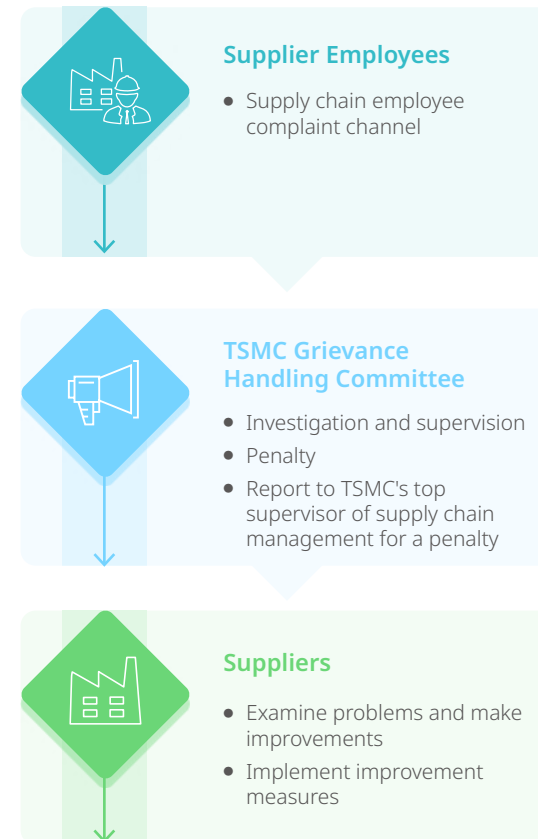 Supplier Employees
• Supply chain employee
complaint channel
TSMC Grievance
Handling Committee
• Investigation and supervision
• Penalty
• Report to TSMC's top
supervisor of supply chain
management for a penalty
Suppliers
• Examine problems and make
improvements
• Implement improvement
measures